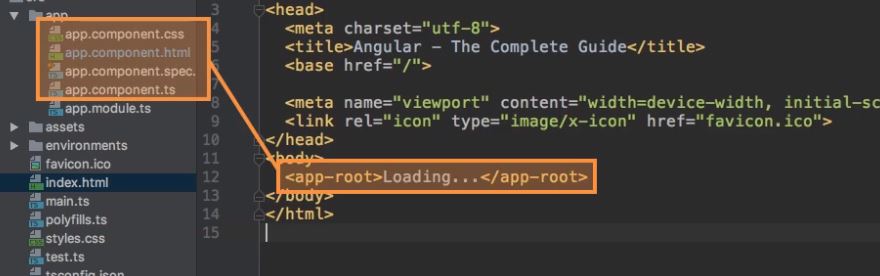 src
app
app.component.css
app.component.html
app.component.spec.
app.component.ts
app.module.ts
assets
environments
favicon.ico
index.html
main.ts
polyfills.ts
styles.css
test.ts
tsconfig.json
3 <head>
4 <meta charset="utf-8">
5 <title>Angular - The Complete Guide</title>
6 <base href="/">
7
8 <meta name="viewport" content="width=device-width, initial-sc
9 <link rel="icon" type="image/x-icon" href="favicon.ico">
10 </head>
11 <body>
12 <app-root>Loading...</app-root>
13 </body>
14 </html>
15